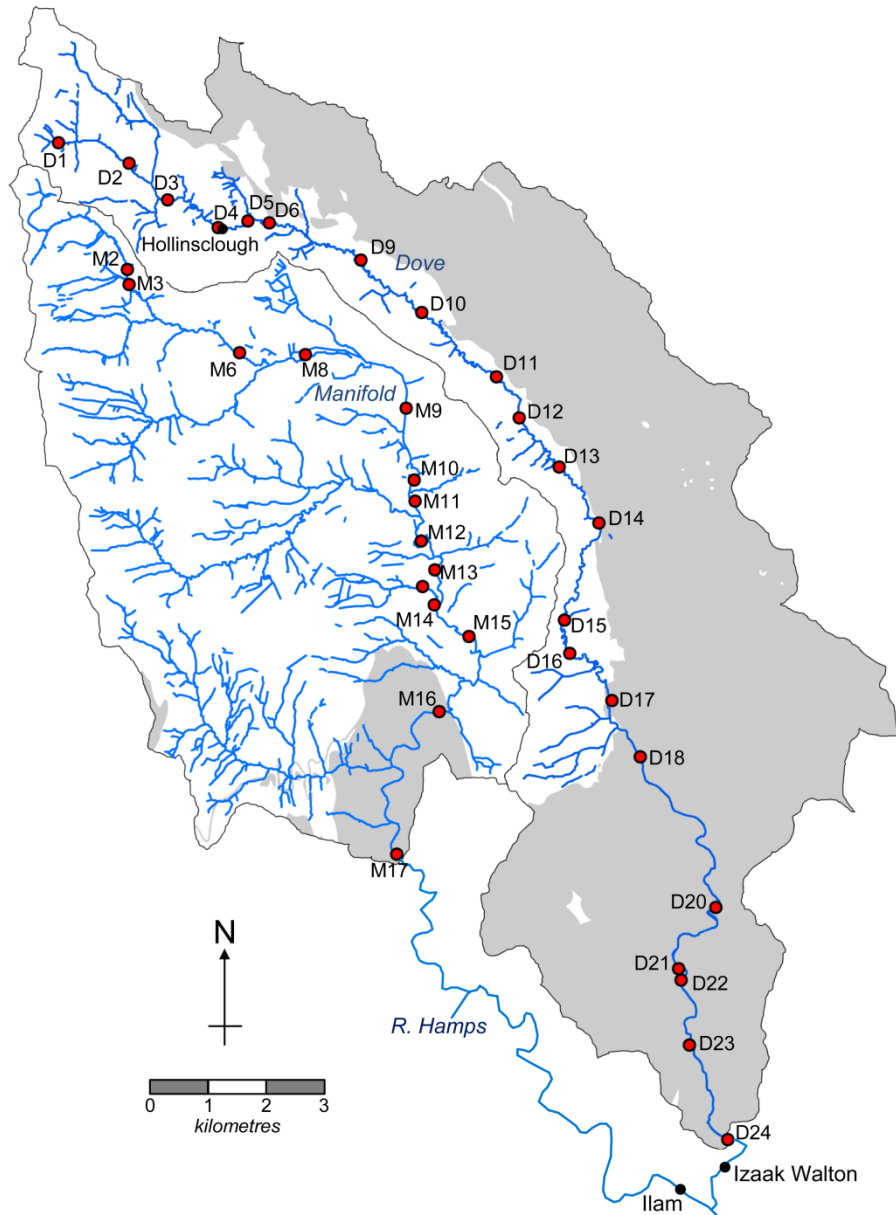 D1
D2
D3
D4
D5
D6
Hollinsclough
D9
Dove
M2
M3
D10
M6
M8
D11
Manifold
M9
D12
D13
M10
M11
D14
M12
M13
M14
D15
M15
D16
M16
D17
D18
M17
D20
N
D21
D22
R. Hamps
D23
0 1 2 3
kilometres
D24
Izaak Walton
Ilam